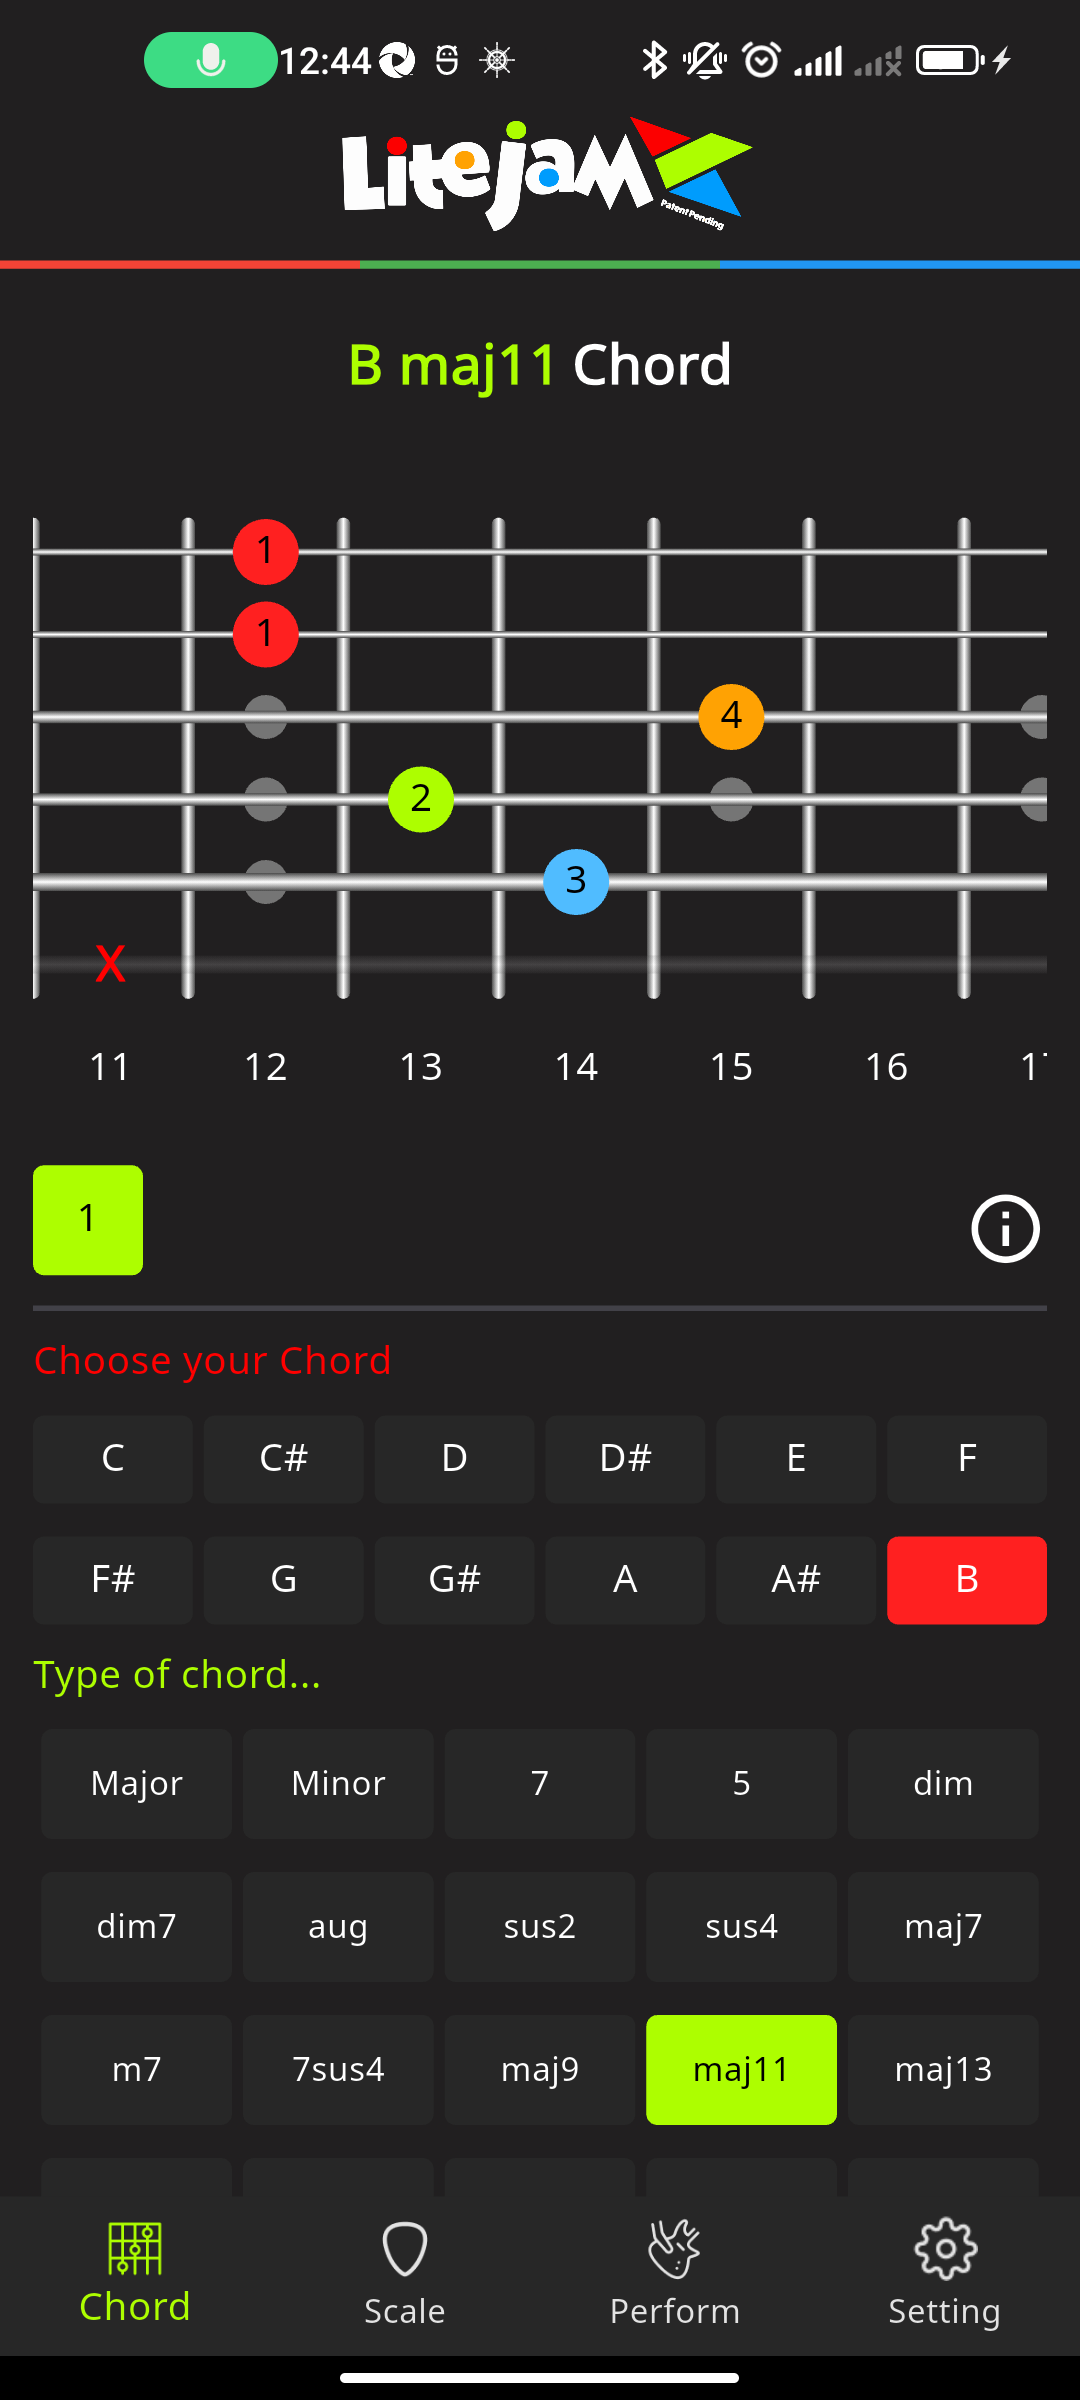 12:44
Litejam
Patent Pending
B maj11 Chord
1
1
4
2
3
X
11 12 13 14 15 16
1
Choose your Chord
C C# D D# E F
F# G G# A A# B
Type of chord...
Major Minor 7 5 dim
dim7 aug sus2 sus4 maj7
m7 7sus4 maj9 maj11 maj13
Chord Scale Perform Setting